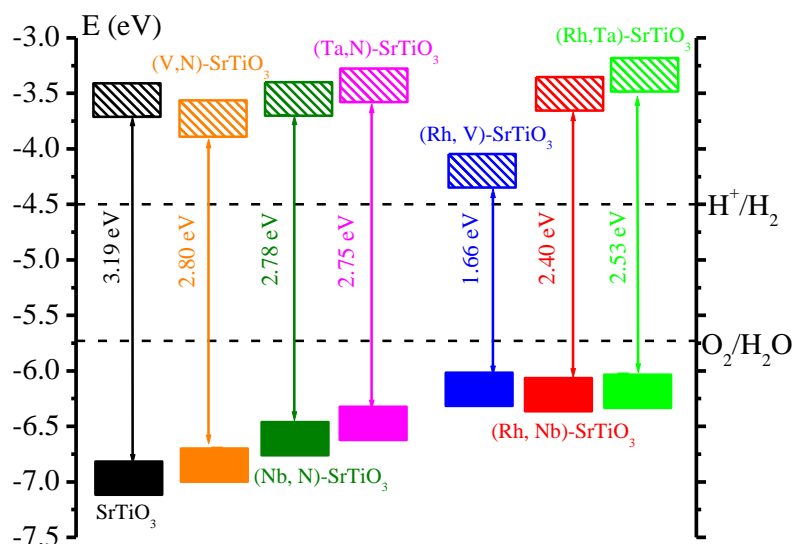 E (eV)
-3.0
-3.5
-4.0
-4.5
-5.0
-5.5
-6.0
-6.5
-7.0
-7.5
(V,N)-SrTiO₃
(Ta,N)-SrTiO₃
(Rh,Ta)-SrTiO₃
(Rh, V)-SrTiO₃
H⁺/H₂
3.19 eV
2.80 eV
2.78 eV
2.75 eV
1.66 eV
2.40 eV
2.53 eV
O₂/H₂O
(Rh, Nb)-SrTiO₃
(Nb, N)-SrTiO₃
SrTiO₃